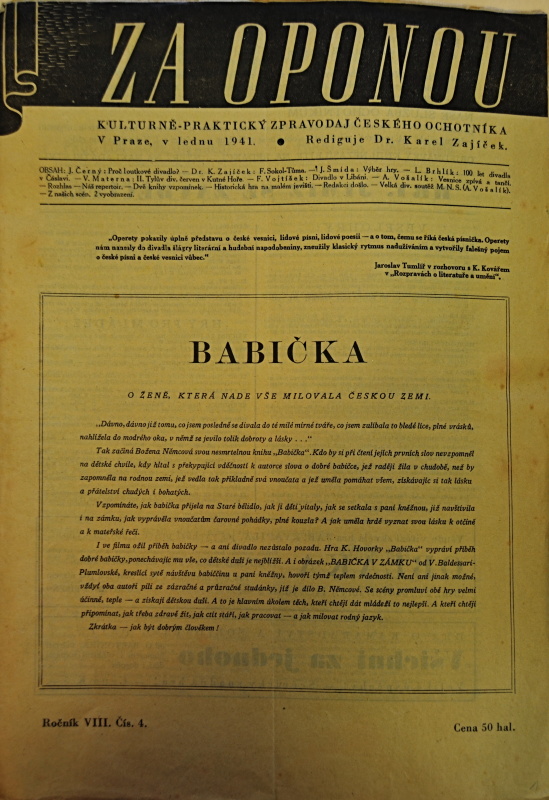 ZA OPONOU
KULTURNĚ-PRAKTICKÝ ZPRAVODAJ ČESKÉHO OCHOTNÍKA
V Praze, v lednu 1941. ● Rediguje Dr. Karel Zajíček.
OBSAH: J. Černý: Proč loutkové divadlo? — Dr. K. Zajíček: F. Sokol-Tůma. — J. Šmída: Výběr hry. — L. Brhlík: 100 let divadla
v Čáslavi. — V. Materna: II. Tylův div. červen v Kutné Hoře. — F. Vojtíšek: Divadlo v Libáni. — A. Vošalík: Vesnice zpívá a tančí.
— Rozhlas — Náš repertoir. — Dvě knihy vzpomínek. — Historická hra na malém jevišti. — Redakci došlo. — Velká div. soutěž M. N. S. (A. Vošalík).
— Z našich scén. 2 vyobrazení.
„Operety pokazily úplně představu o české vesnici, lidové písni, lidové poesii — a o tom, čemu se říká česká písnička. Operety
nám nanesly do divadla šlágry literární a hudební napodobeniny, zneužily klasický rytmus nadužíváním a vytvořily falešný pojem
o české písni a české vesnici vůbec."
Jaroslav Tumlíř v rozhovoru s K. Kovářem
v „Rozpravách o literatuře a umění".
BABIČKA
O ŽENĚ, KTERÁ NADE VŠE MILOVALA ČESKOU ZEMI.
„Dávno, dávno již tomu, co jsem posledně se dívala do té milé mírné tváře, co jsem zulíbala to bledé líce, plné vrásků,
nahlížela do modrého oka, v němž se jevilo tolik dobroty a lásky . . ."
Tak začíná Božena Němcová svou nesmrtelnou knihu „Babička". Kdo by si při čtení jejích prvních slov nevzpomněl
na dětské chvíle, kdy hltal s překypující vděčností k autorce slova o dobré babičce, jež raději žila v chudobě, než by
zapomněla na rodnou zemi, jež vedla tak příkladně svá vnoučata a jež uměla pomáhat všem, získávajíc si tak lásku
a přátelství chudých i bohatých.
Vzpomínáte, jak babička přijela na Staré bělidlo, jak ji děti vítaly, jak se setkala s paní kněžnou, již navštívila
i na zámku, jak vyprávěla vnoučatům čarovné pohádky, plné kouzla? A jak uměla hrdě vyznat svou lásku k otčině
a k mateřské řeči.
I ve filmu ožil příběh babičky — a ani divadlo nezůstalo pozadu. Hra K. Hovorky „Babička" vypráví příběh
dobré babičky, ponechávajíc mu vše, co dětské duši je nejbližší. A i obrázek „BABIČKA V ZÁMKU" od V. Baldessari-
Plumlovské, kreslící sytě návštěvu babiččinu u paní kněžny, hovoří týmž teplem srdečnosti. Není ani jinak možné,
vždyť oba autoři pili ze zázračné a průzračné studánky, jíž je dílo B. Němcové. Se scény promluví obě hry velmi
účinně, teple — a získají dětskou duši. A to je hlavním úkolem těch, kteří chtějí dát mládeži to nejlepší. A kteří chtějí
připomínat, jak třeba zdravě žít, jak ctít stáří, jak pracovat — a jak milovat rodný jazyk.
Zkrátka — jak být dobrým člověkem!
Ročník VIII. Čís. 4.
Cena 50 hal.